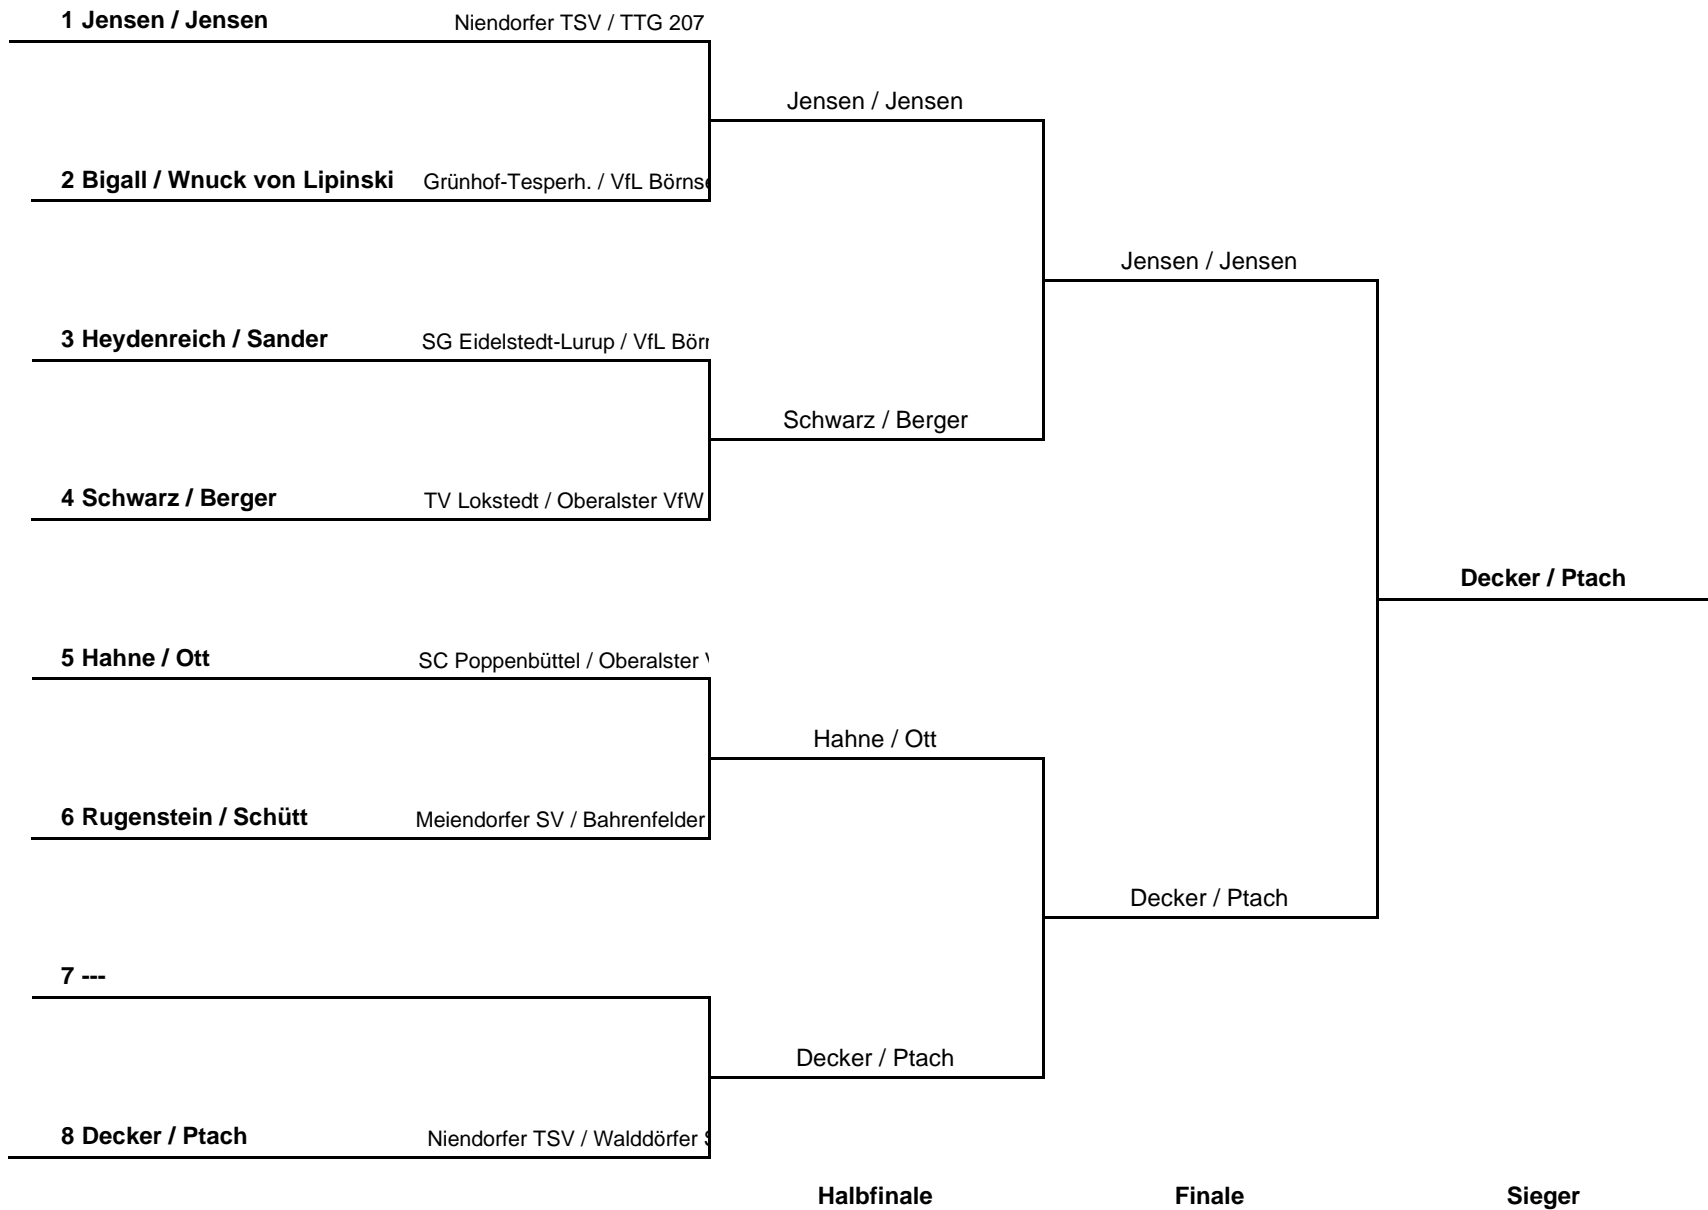 1 Jensen / Jensen Niendorfer TSV / TTG 207
Jensen / Jensen
2 Bigall / Wnuck von Lipinski Grünhof-Tesperh. / VfL
Jensen / Jensen
3 Heydenreich / Sander SG Eidelstedt-Lurup / VfL
Schwarz / Berger
4 Schwarz / Berger TV Lokstedt / Oberalster VfW
Decker / Ptach
5 Hahne / Ott SC Poppenbüttel / Oberalster
Hahne / Ott
6 Rugenstein / Schütt Meiendorfer SV / Bahrenfelder
Decker / Ptach
7 ---
Decker / Ptach
8 Decker / Ptach Niendorfer TSV / Walddörfer
Halbfinale Finale Sieger